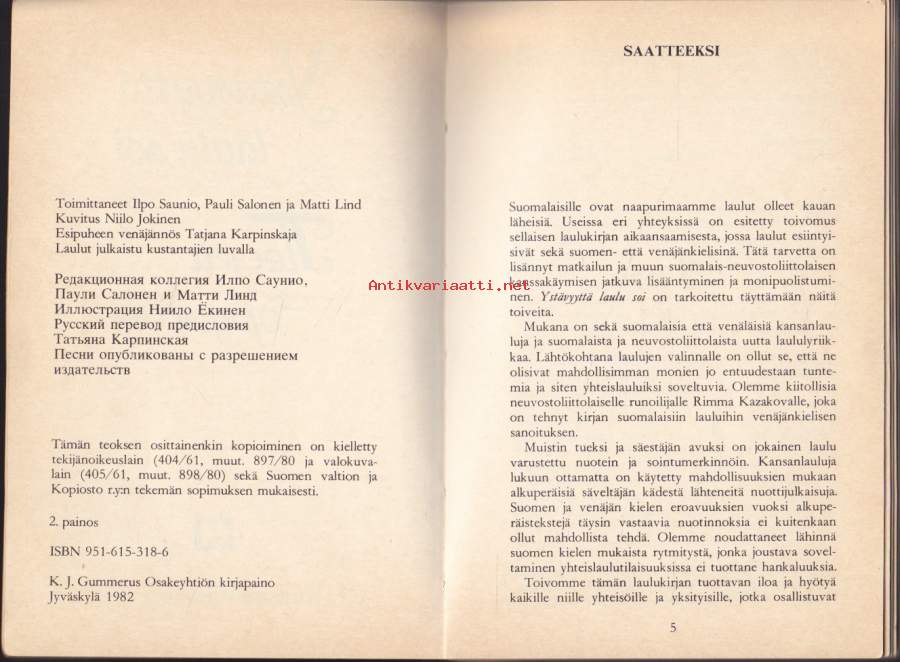 Toimittaneet Ilpo Saunio, Pauli Salonen ja Matti Lind
Kuvitus Niilo Jokinen
Esipuheen venäjännös Tatjana Karpinskaja
Laulut julkaistu kustantajien luvalla
Редакционная коллегия Илпо Саунио,
Паули Салонен и Матти Линд
Иллюстрация Ниило Ёкинен
Русский перевод предисловия
Татьяна Карпинская
Песни опубликованы с разрешением
издательств
Tämän teoksen osittainenkin kopioiminen on kielletty
tekijänoikeuslain (404/61, muut. 897/80 ja valokuva-
lain (405/61, muut. 898/80) sekä Suomen valtion ja
Kopiosto r.y:n tekemän sopimuksen mukaisesti.
2. painos
ISBN 951-615-318-6
K. J. Gummerus Osakeyhtiön kirjapaino
Jyväskylä 1982
Antikvariaatti.net
SAATTEEKSI
Suomalaisille ovat naapurimaamme laulut olleet kauan
läheisiä. Useissa eri yhteyksissä on esitetty toivomus
sellaisen laulukirjan aikaansaamisesta, jossa laulut esiintyi-
sivät sekä suomen- että venäjänkielisinä. Tätä tarvetta on
lisännyt matkailun ja muun suomalais-neuvostoliittolaisen
kanssakäymisen jatkuva lisääntyminen ja monipuolistumi-
nen. Ystävyyttä laulu soi on tarkoitettu täyttämään näitä
toiveita.
Mukana on sekä suomalaisia että venäläisiä kansanlau-
luja ja suomalaista ja neuvostoliittolaista uutta laululyriik-
kaa. Lähtökohtana laulujen valinnalle on ollut se, että ne
olisivat mahdollisimman monien jo entuudestaan tunte-
mia ja siten yhteislauluiksi soveltuvia. Olemme kiitollisia
neuvostoliittolaiselle runoilijalle Rimma Kazakovalle, joka
on tehnyt kirjan suomalaisiin lauluihin venäjänkielisen
sanoituksen.
Muistin tueksi ja säestäjän avuksi on jokainen laulu
varustettu nuotein ja sointumerkinnöin. Kansanlauluja
lukuun ottamatta on käytetty mahdollisuuksien mukaan
alkuperäisiä säveltäjän kädestä lähteneitä nuottijulkaisuja.
Suomen ja venäjän kielen eroavuuksien vuoksi alkupe-
räistekstejä täysin vastaavia nuotinnoksia ei kuitenkaan
ollut mahdollista tehdä. Olemme noudattaneet lähinnä
suomen kielen mukaista rytmitystä, jonka joustava sovel-
taminen yhteislaulutilaisuuksissa ei tuottane hankaluuksia.
Toivomme tämän laulukirjan tuottavan iloa ja hyötyä
kaikille niille yhteisöille ja yksityisille, jotka osallistuvat
5